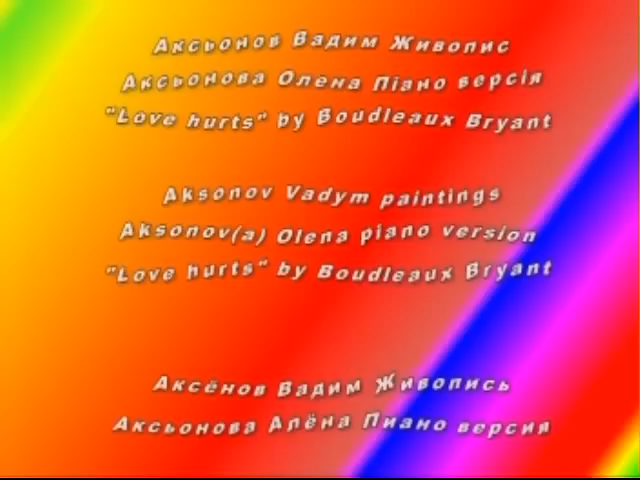 Аксьонов Вадим Живопис
Аксьонова Олена Піано версія
"Love hurts" by Boudleaux Bryant
Aksonov Vadym paintings
Aksonov(a) Olena piano version
"Love hurts" by Boudleaux Bryant
Аксёнов Вадим Живопись
Аксьонова Алёна Пиано версия